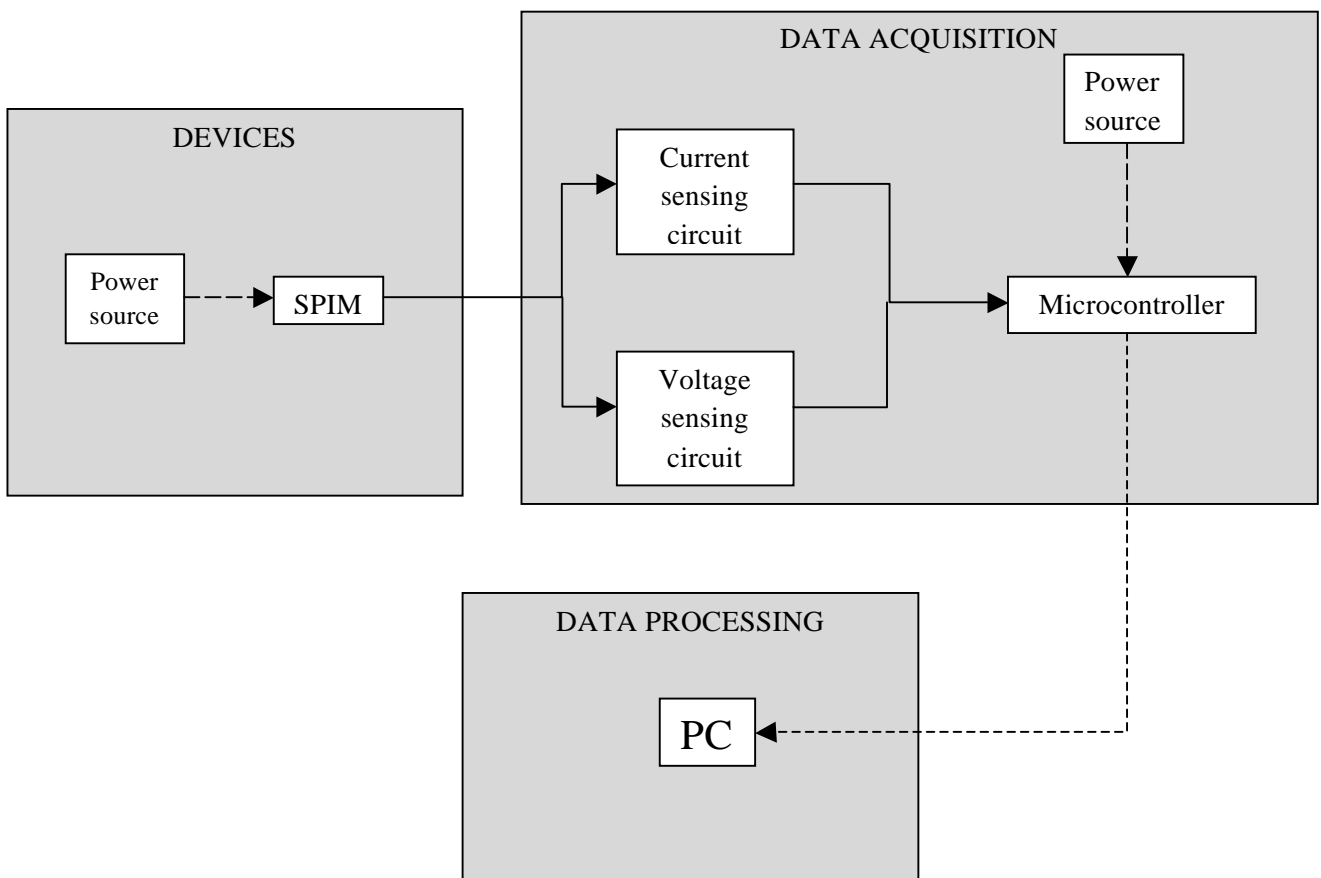 DATA ACQUISITION
Power
source
DEVICES
Current
sensing
circuit
Power
source
SPIM
Microcontroller
Voltage
sensing
circuit
DATA PROCESSING
PC